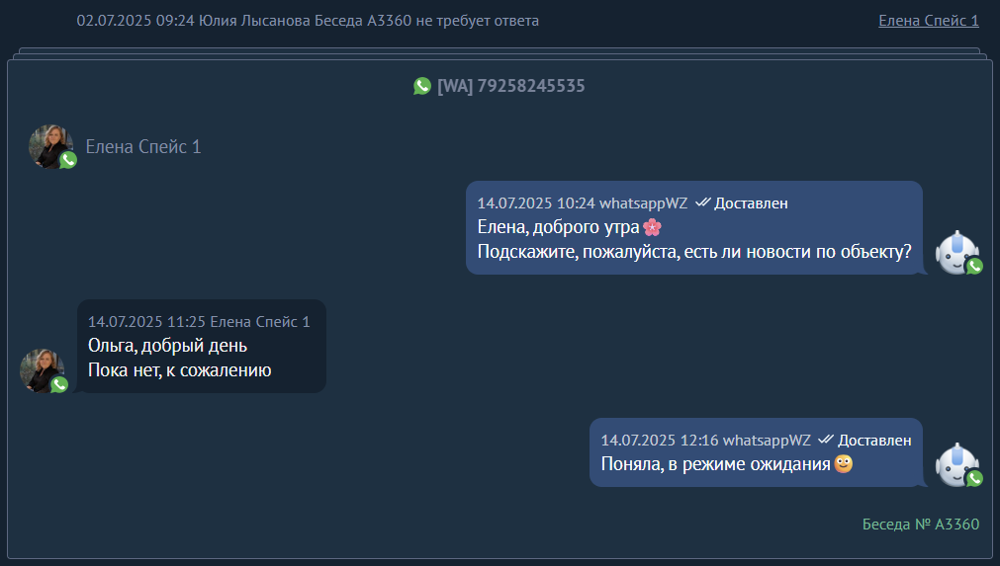 02.07.2025 09:24 Юлия Лысанова Беседа A3360 не требует ответа
Елена Спейс 1
[WA] 79258245535
Елена Спейс 1
14.07.2025 10:24 whatsappWZ Доставлен
Елена, доброго утра🌸
Подскажите, пожалуйста, есть ли новости по объекту?
14.07.2025 11:25 Елена Спейс 1
Ольга, добрый день
Пока нет, к сожалению
14.07.2025 12:16 whatsappWZ Доставлен
Поняла, в режиме ожидания🙂
Беседа № A3360